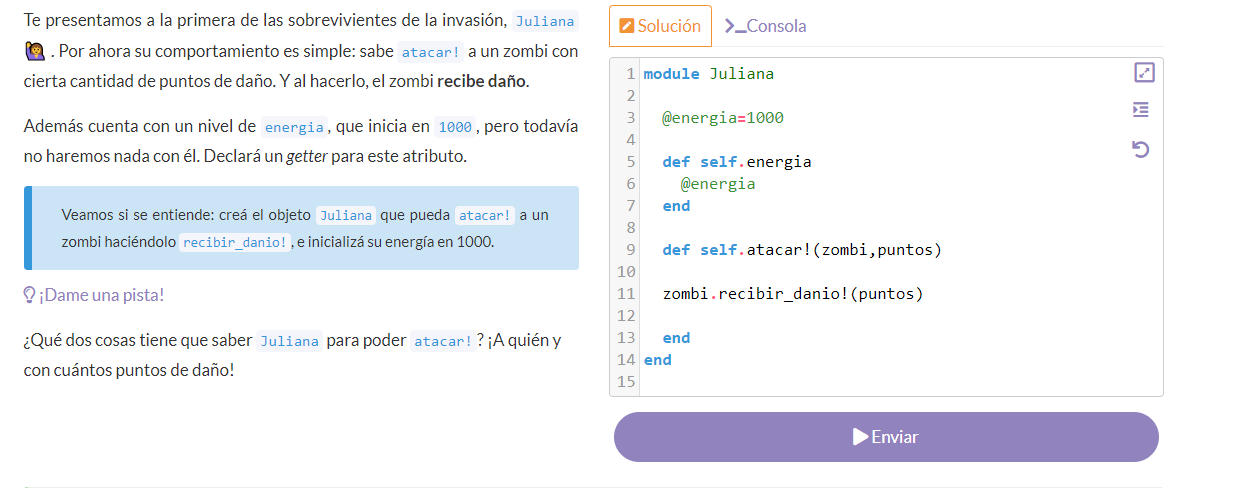 Te presentamos a la primera de las sobrevivientes de la invasión, Juliana
🙋. Por ahora su comportamiento es simple: sabe atacar! a un zombi con
cierta cantidad de puntos de daño. Y al hacerlo, el zombi recibe daño.
Además cuenta con un nivel de energia, que inicia en 1000, pero todavía
no haremos nada con él. Declará un getter para este atributo.
Veamos si se entiende: creá el objeto Juliana que pueda atacar! a un
zombi haciéndolo recibir_danio!, e inicializá su energía en 1000.
¡Dame una pista!
¿Qué dos cosas tiene que saber Juliana para poder atacar!? ¡A quién y
con cuántos puntos de daño!
Solución
Consola
1 module Juliana
2
3   @energia=1000
4
5   def self.energia
6     @energia
7   end
8
9   def self.atacar!(zombi,puntos)
10
11   zombi.recibir_danio!(puntos)
12
13   end
14 end
15
Enviar